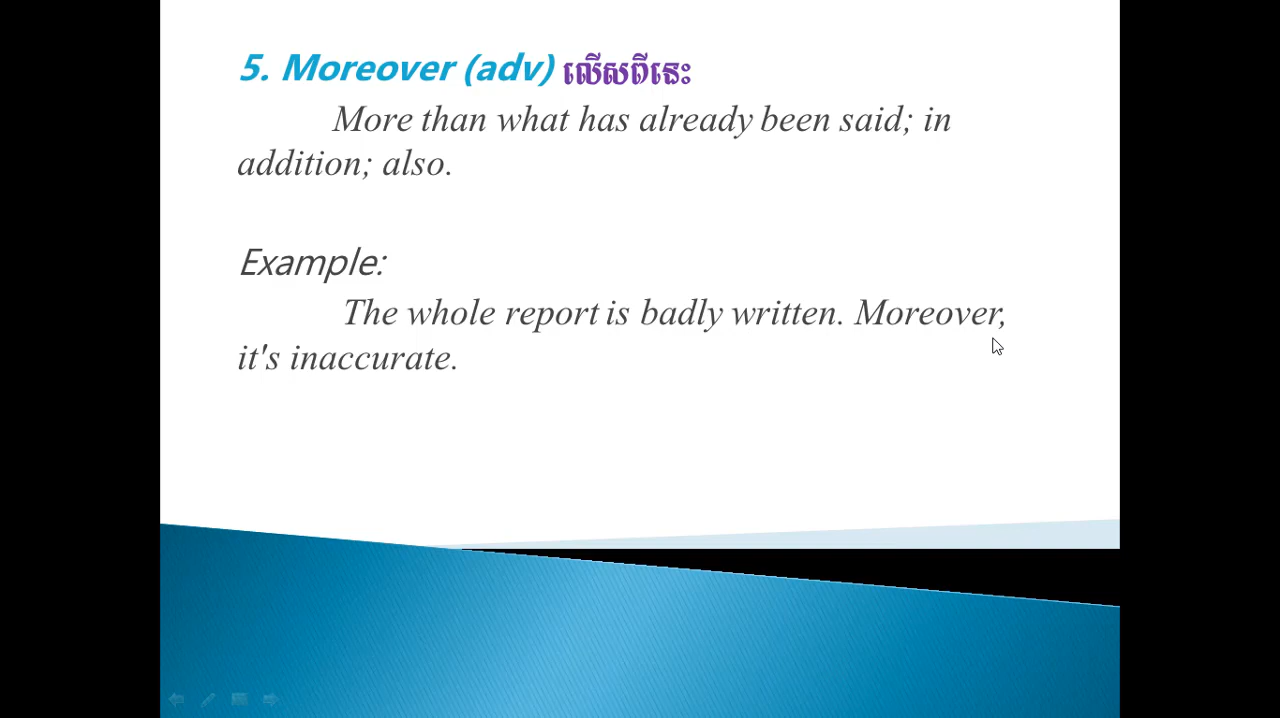 5. Moreover (adv) លើសពីនេះ
More than what has already been said; in
addition; also.
Example:
The whole report is badly written. Moreover,
it's inaccurate.